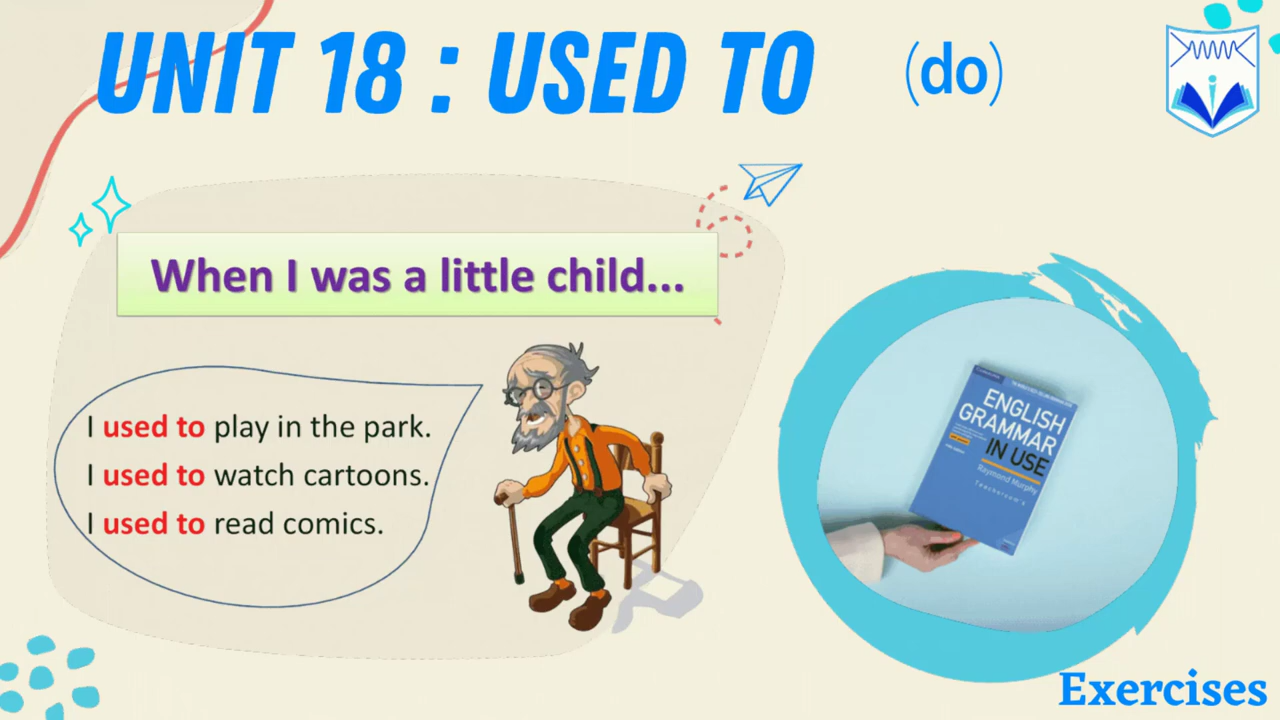 UNIT 18 : USED TO (do)
When I was a little child...
I used to play in the park.
I used to watch cartoons.
I used to read comics.
ENGLISH
GRAMMAR
IN USE
Raymond Murphy
Exercises